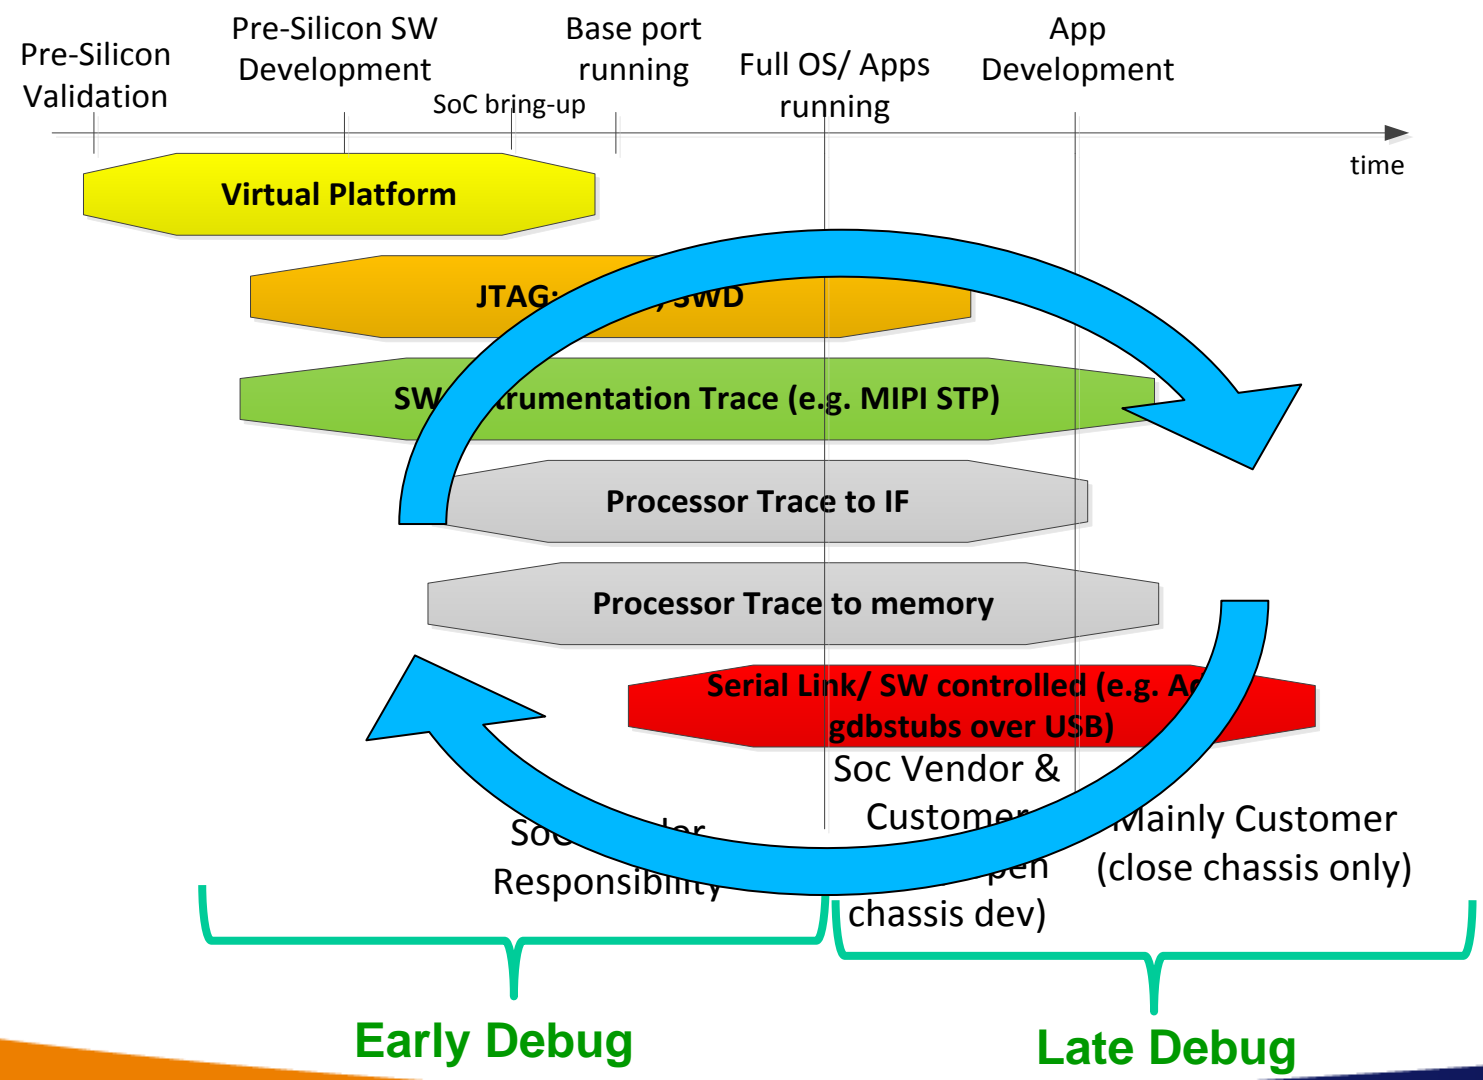 Pre-Silicon
Validation
Pre-Silicon SW
Development
SoC bring-up
Base port
running
Full OS/ Apps
running
App
Development
time
Virtual Platform
JTAG: SWD
SW Trace (e.g. MIPI STP)
Processor Trace to IF
Processor Trace to memory
Serial Link/ SW controlled (e.g.
gdbstubs over USB)
Soc Vendor &
Customer
chassis dev)
Responsibility
Mainly Customer
(close chassis only)
Early Debug
Late Debug